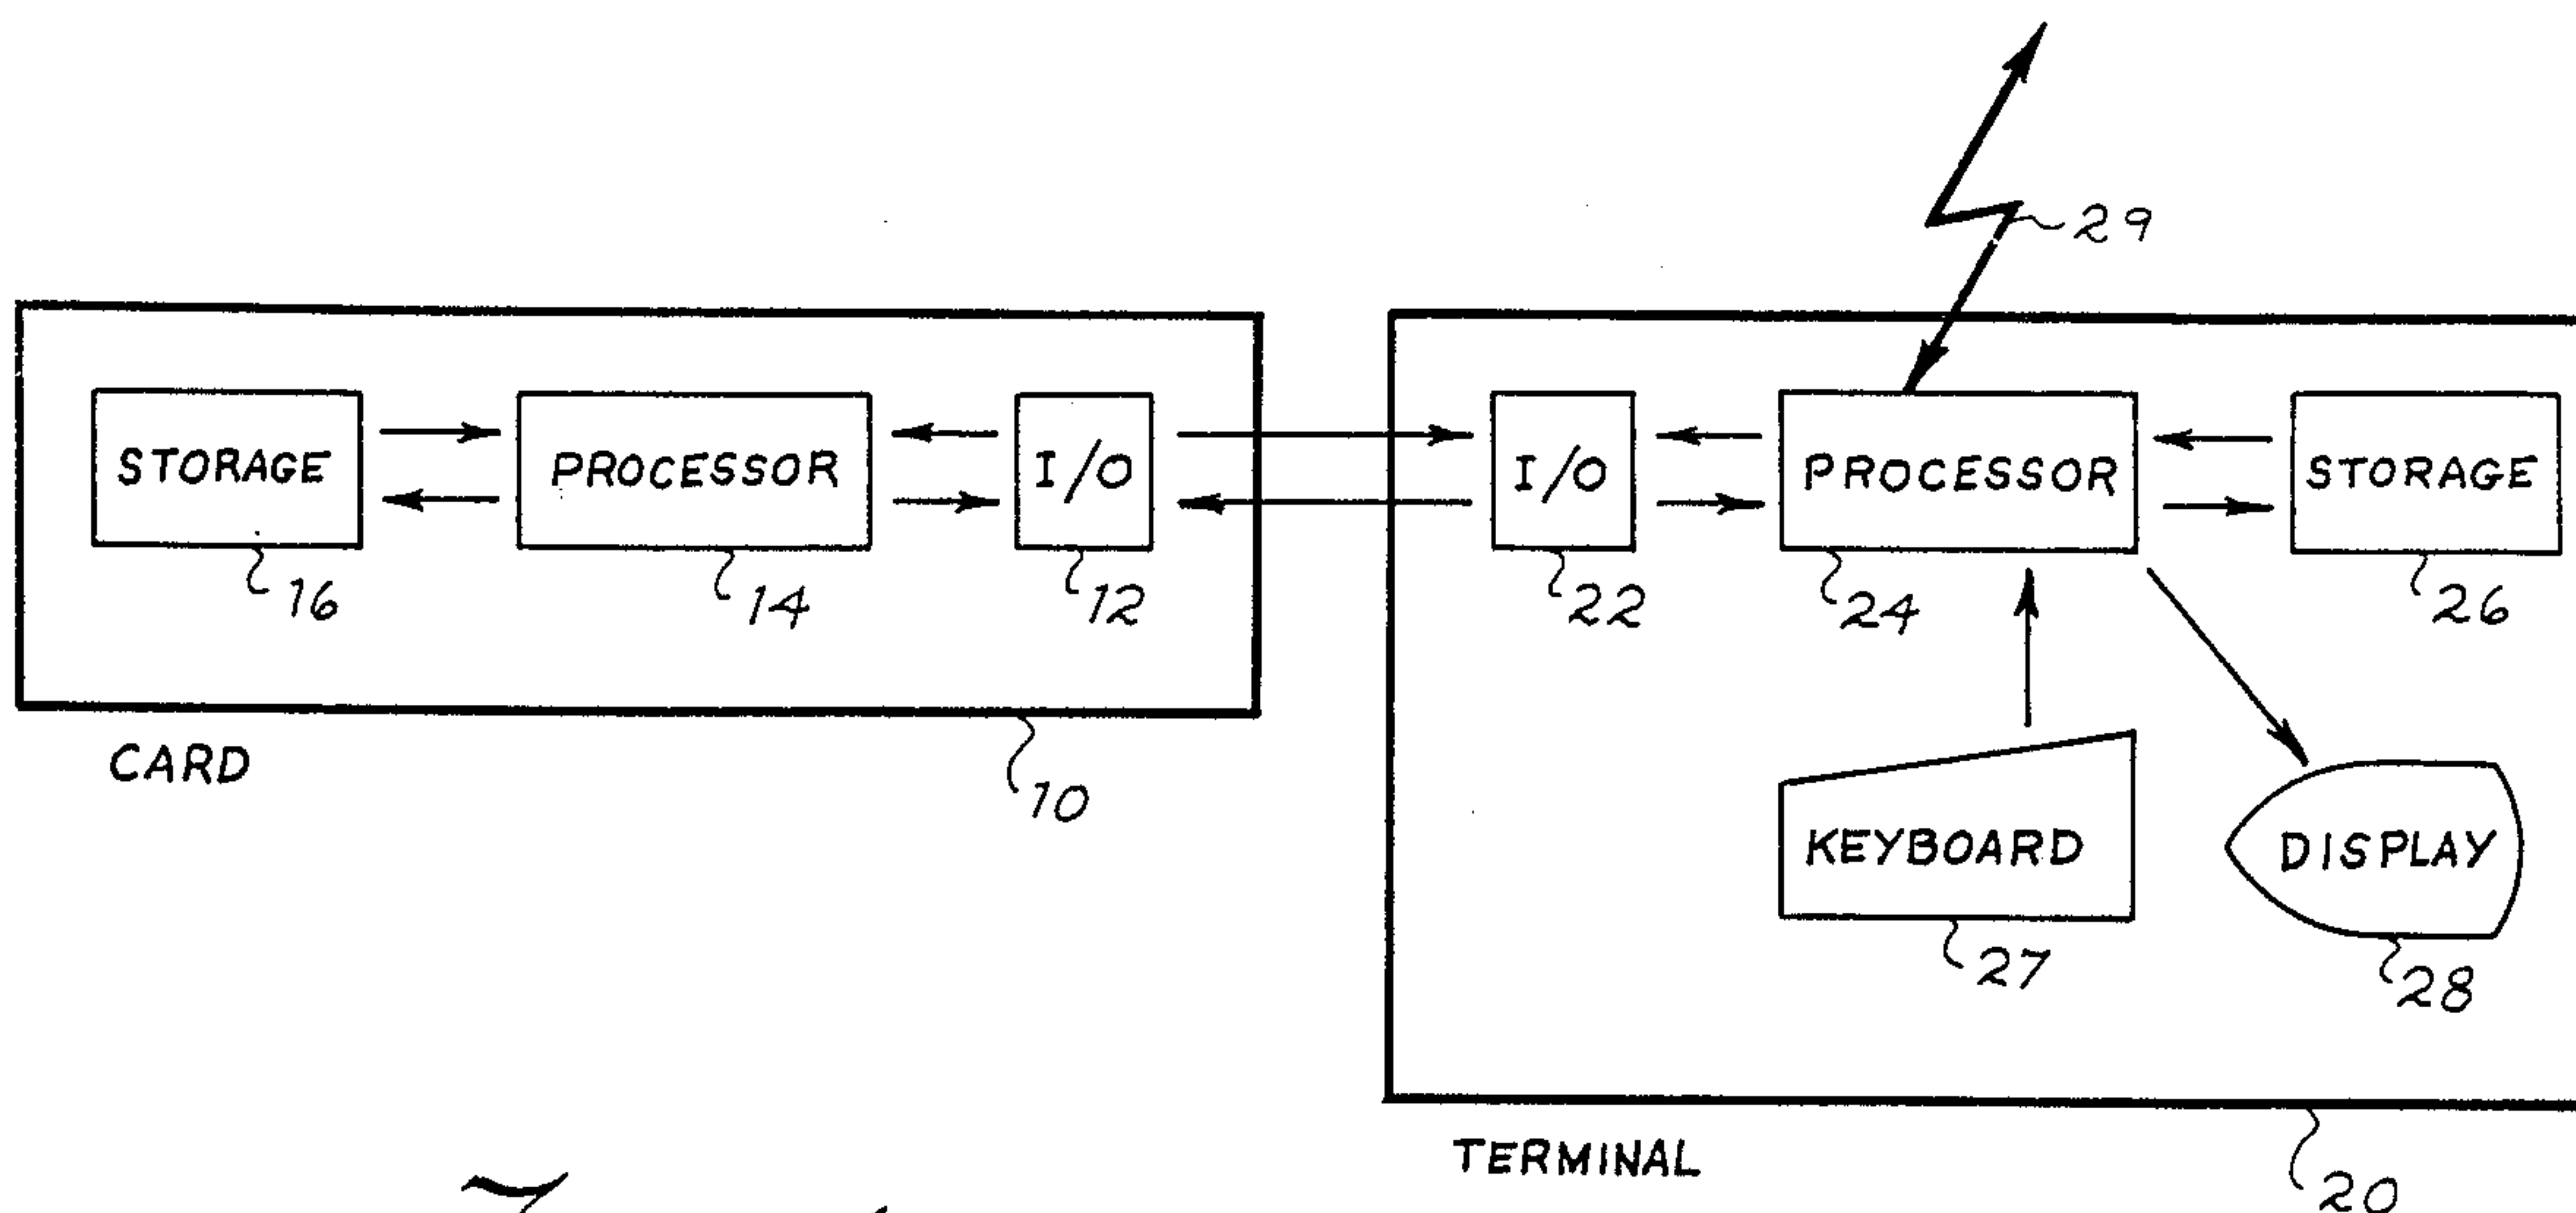 29
STORAGE
PROCESSOR
I/O
I/O
PROCESSOR
STORAGE
16
14
12
22
24
26
CARD
10
KEYBOARD
DISPLAY
27
28
TERMINAL
20